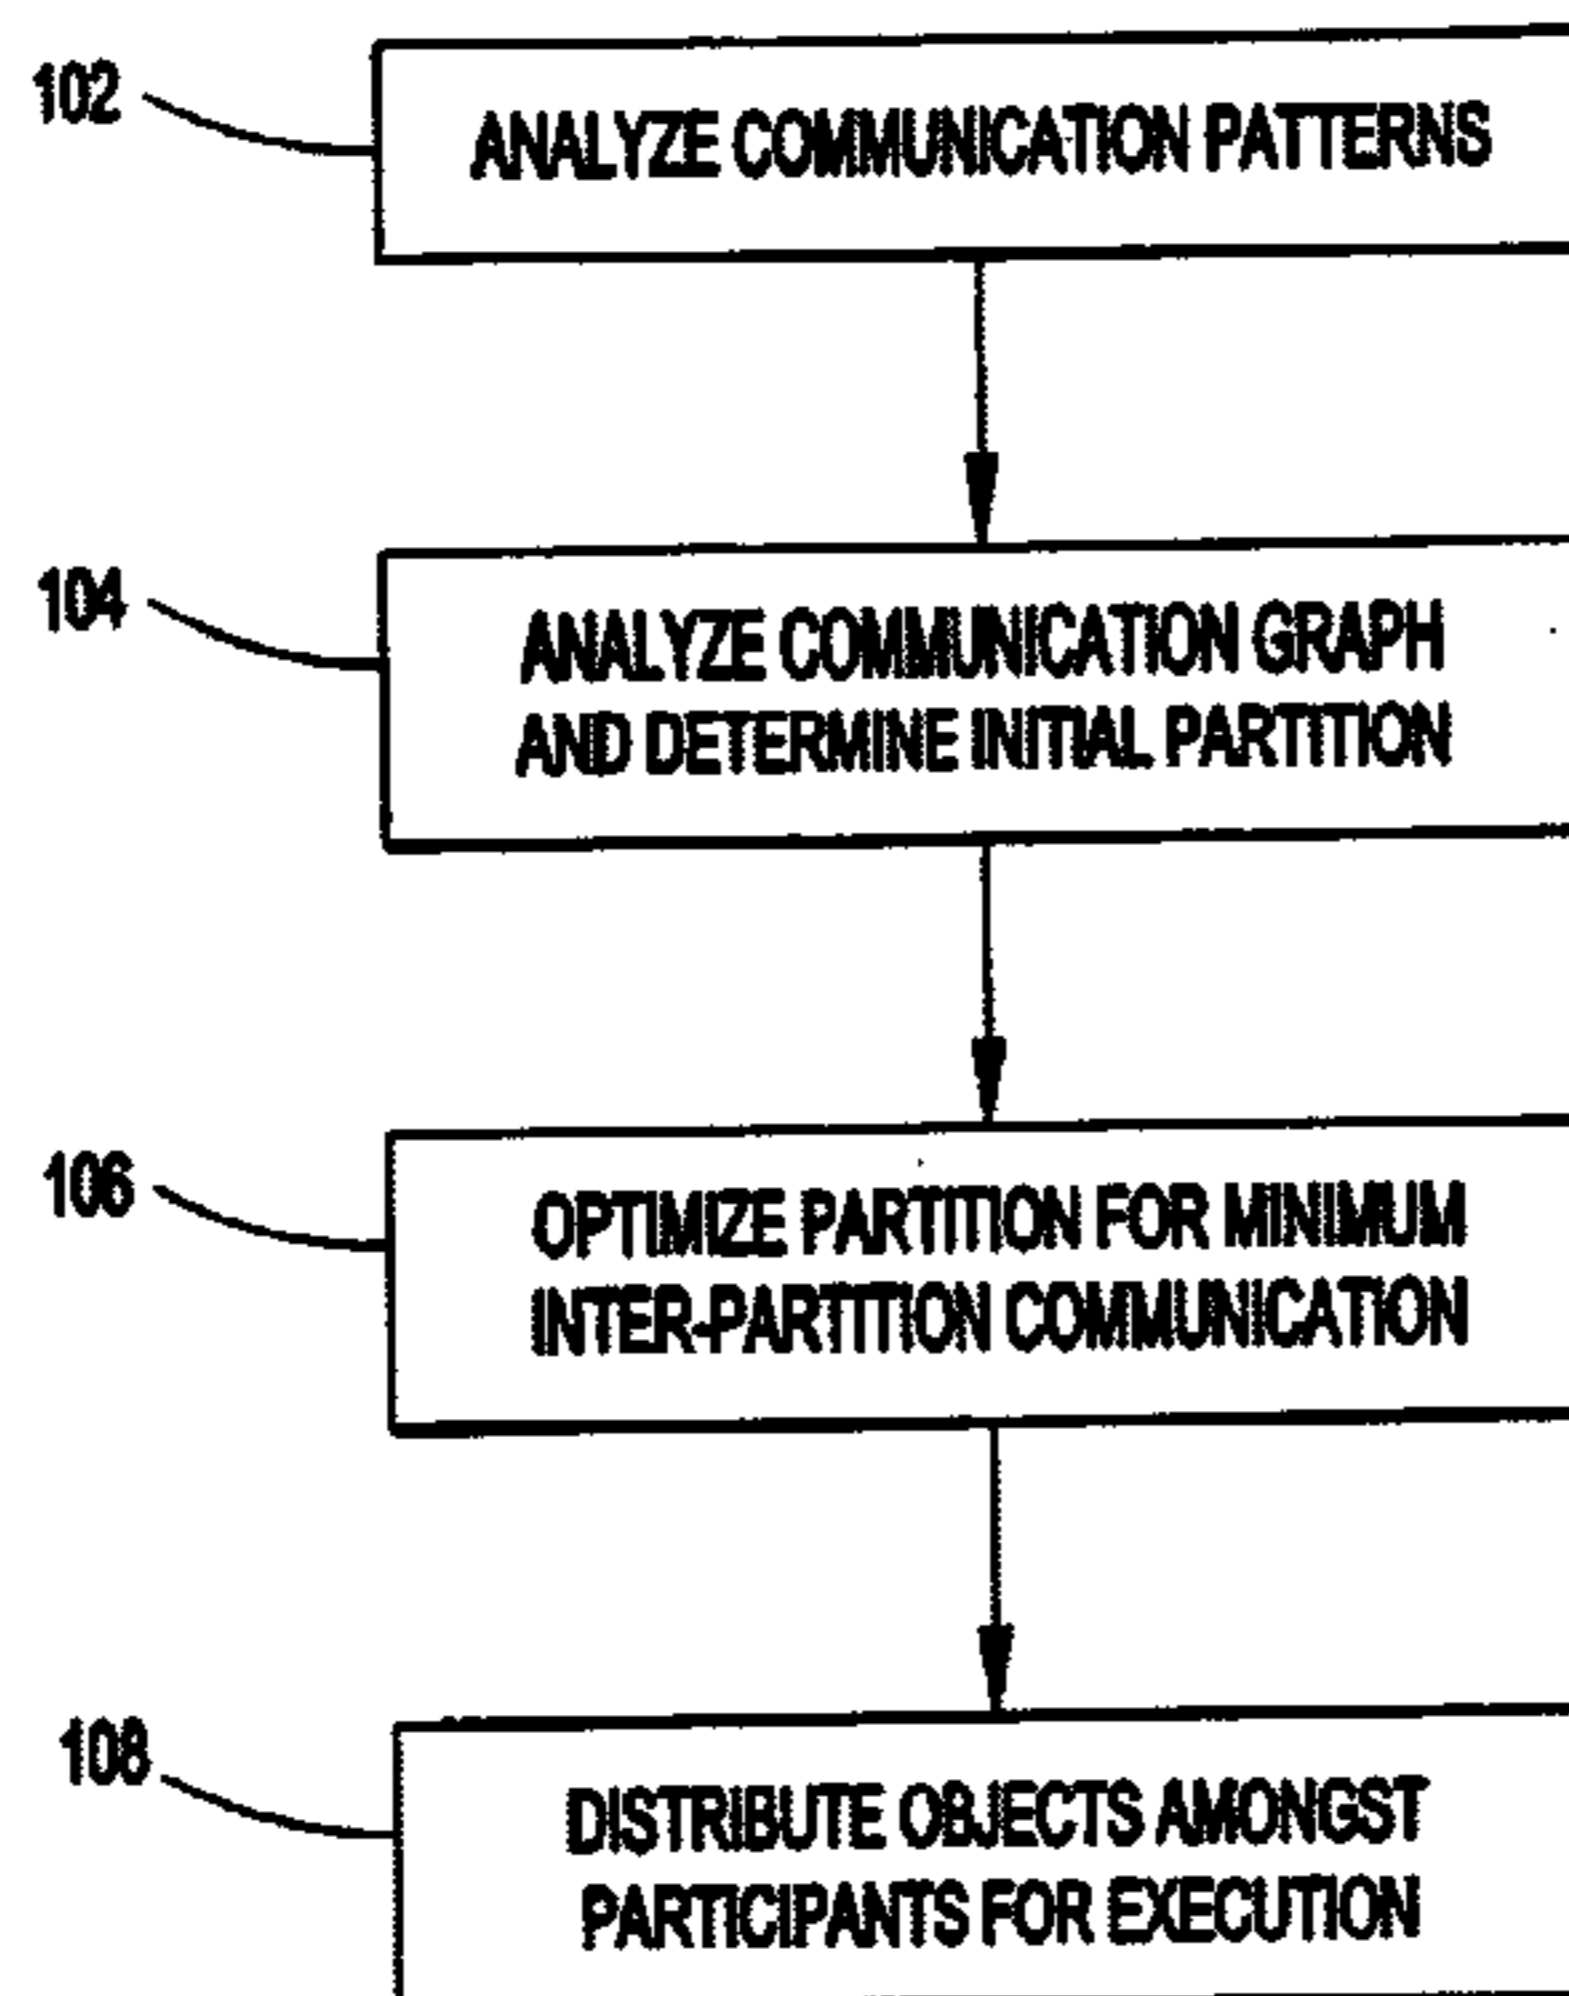 102
ANALYZE COMMUNICATION PATTERNS
104
ANALYZE COMMUNICATION GRAPH
AND DETERMINE INITIAL PARTITION
106
OPTIMIZE PARTITION FOR MINIMUM
INTER-PARTITION COMMUNICATION
108
DISTRIBUTE OBJECTS AMONGST
PARTICIPANTS FOR EXECUTION